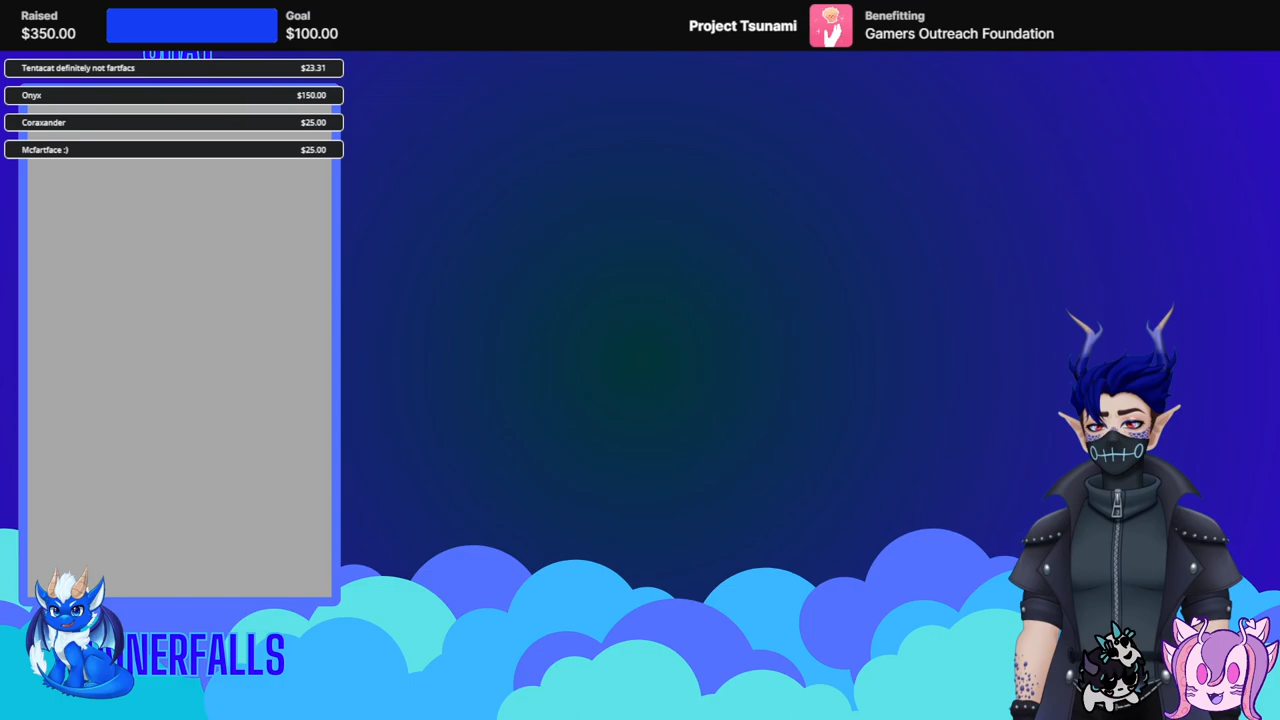 Raised
$350.00
Goal
$100.00
Project Tsunami
Benefitting
Gamers Outreach Foundation
Tentacat definitely not fartfacs
$23.31
Onyx
$150.00
Coraxander
$25.00
Mcfartface :)
$25.00
NERFALLS